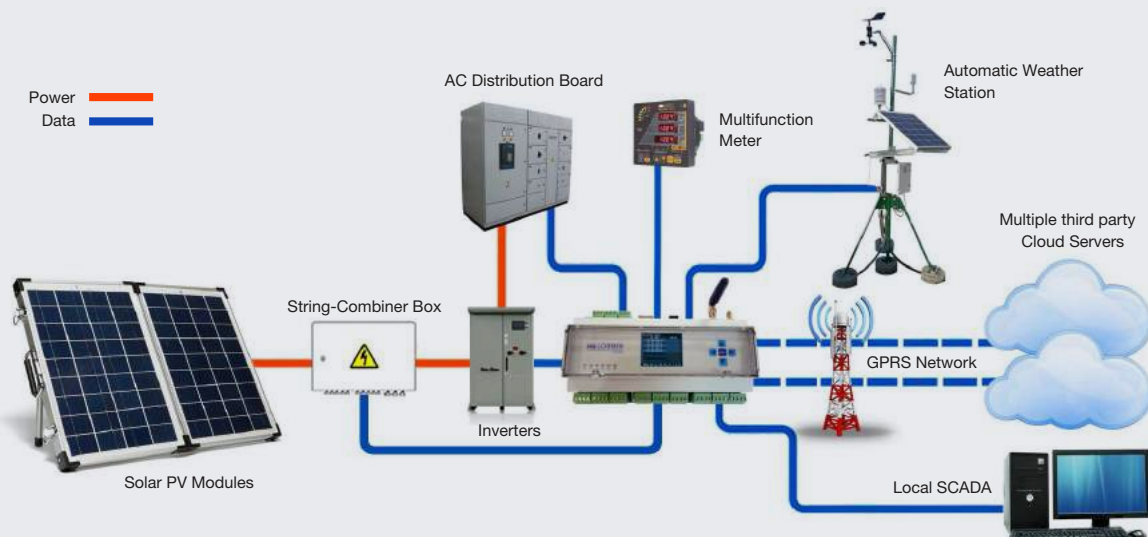 Power
Data
AC Distribution Board
Multifunction
Meter
Automatic Weather
Station
Multiple third party
Cloud Servers
String-Combiner Box
GPRS Network
Inverters
Solar PV Modules
Local SCADA